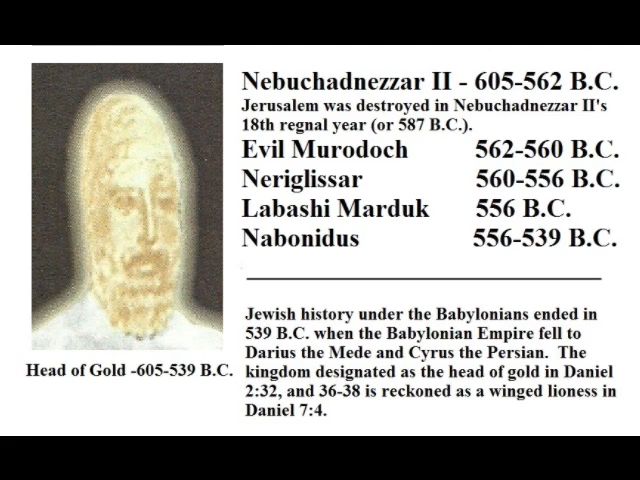 Nebuchadnezzar II - 605-562 B.C.
Jerusalem was destroyed in Nebuchadnezzar II's
18th regnal year (or 587 B.C.).
Evil Murodoch 562-560 B.C.
Neriglissar 560-556 B.C.
Labashi Marduk 556 B.C.
Nabonidus 556-539 B.C.
Jewish history under the Babylonians ended in
539 B.C. when the Babylonian Empire fell to
Darius the Mede and Cyrus the Persian. The
kingdom designated as the head of gold in Daniel
2:32, and 36-38 is reckoned as a winged lioness in
Daniel 7:4.
Head of Gold -605-539 B.C.